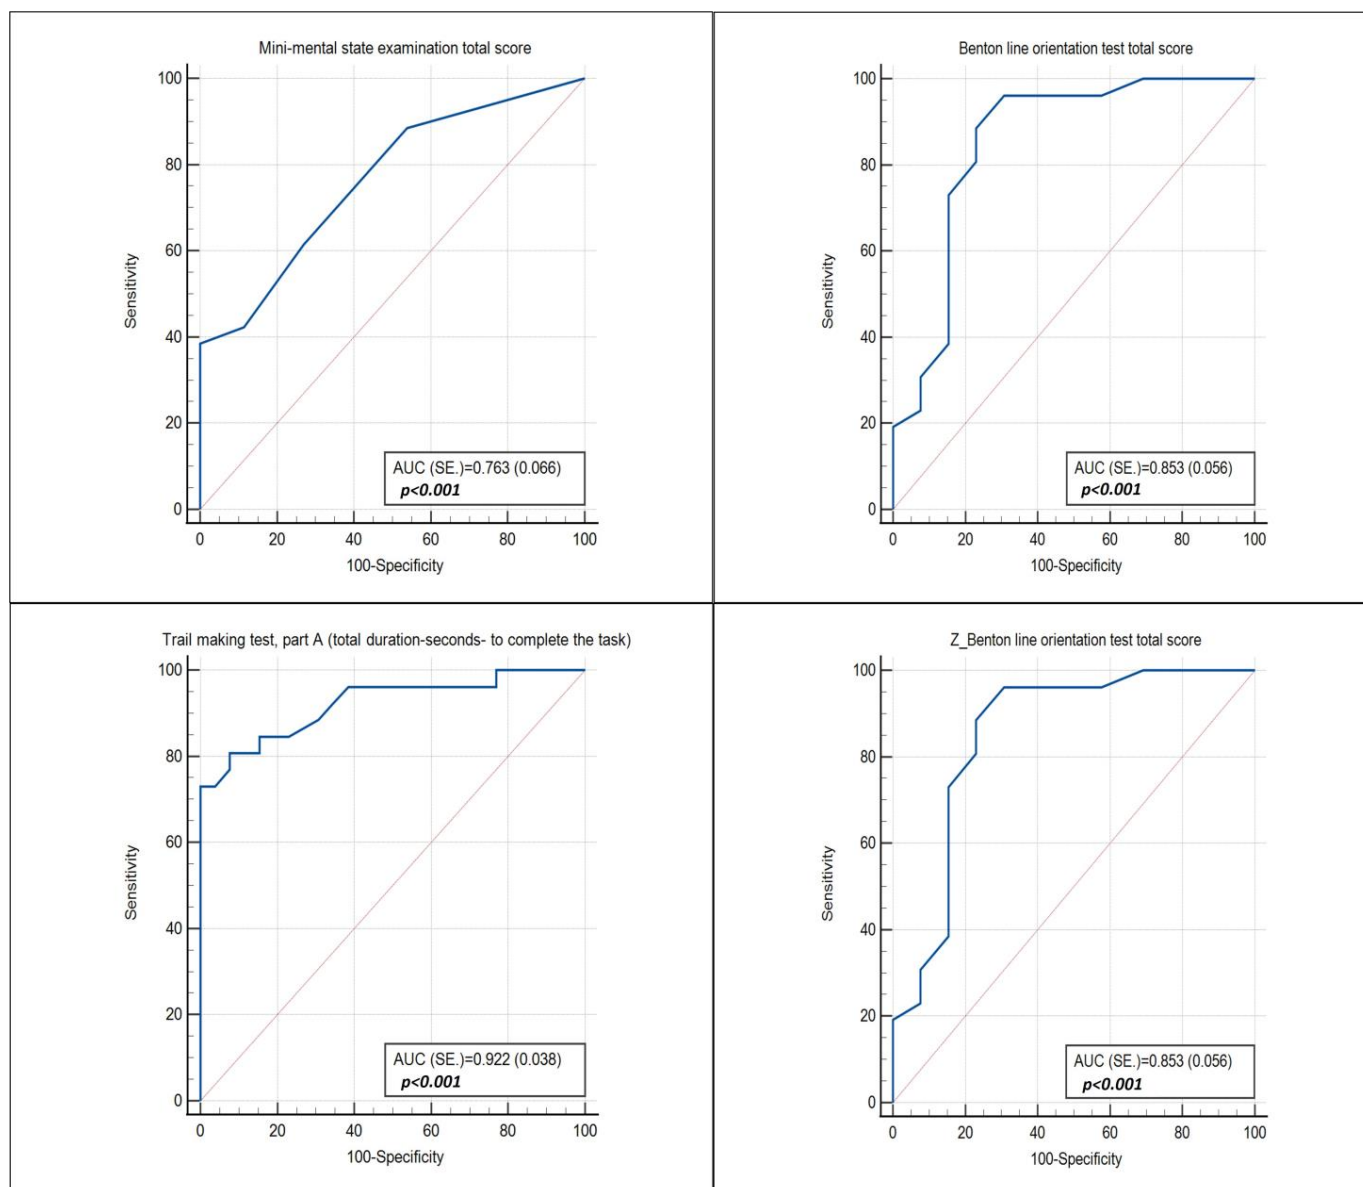 Mini-mental state examination total score
100
80
60
40
20
0
Sensitivity
AUC (SE.)=0.763 (0.066)
p<0.001
0 20 40 60 80 100
100-Specificity
Benton line orientation test total score
100
80
60
40
20
0
Sensitivity
AUC (SE.)=0.853 (0.056)
p<0.001
0 20 40 60 80 100
100-Specificity
Trail making test, part A (total duration-seconds- to complete the task)
100
80
60
40
20
0
Sensitivity
AUC (SE.)=0.922 (0.038)
p<0.001
0 20 40 60 80 100
100-Specificity
Z_Benton line orientation test total score
100
80
60
40
20
0
Sensitivity
AUC (SE.)=0.853 (0.056)
p<0.001
0 20 40 60 80 100
100-Specificity